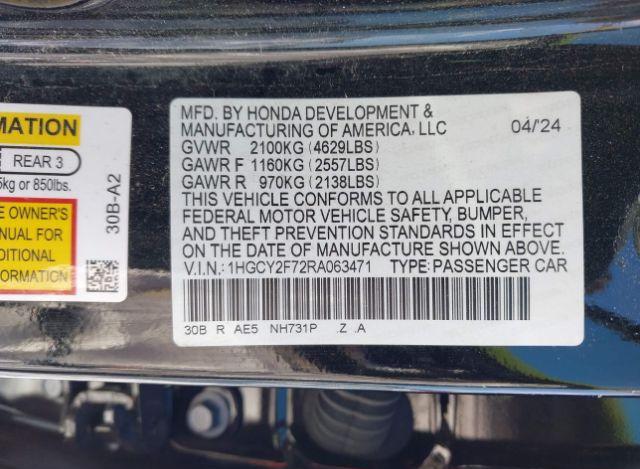 MATION
REAR 3
5kg or 850lbs.
E OWNER'S
NUAL FOR
DDITIONAL
FORMATION
30B-A2
MFD. BY HONDA DEVELOPMENT &
MANUFACTURING OF AMERICA, LLC 04/24
GVWR 2100KG (4629LBS)
GAWR F 1160KG (2557LBS)
GAWR R 970KG (2138LBS)
THIS VEHICLE CONFORMS TO ALL APPLICABLE
FEDERAL MOTOR VEHICLE SAFETY, BUMPER,
AND THEFT PREVENTION STANDARDS IN EFFECT
ON THE DATE OF MANUFACTURE SHOWN ABOVE.
V.I.N.: 1HGCY2F72RA063471 TYPE: PASSENGER CAR
30B R AE5 NH731P .Z .A